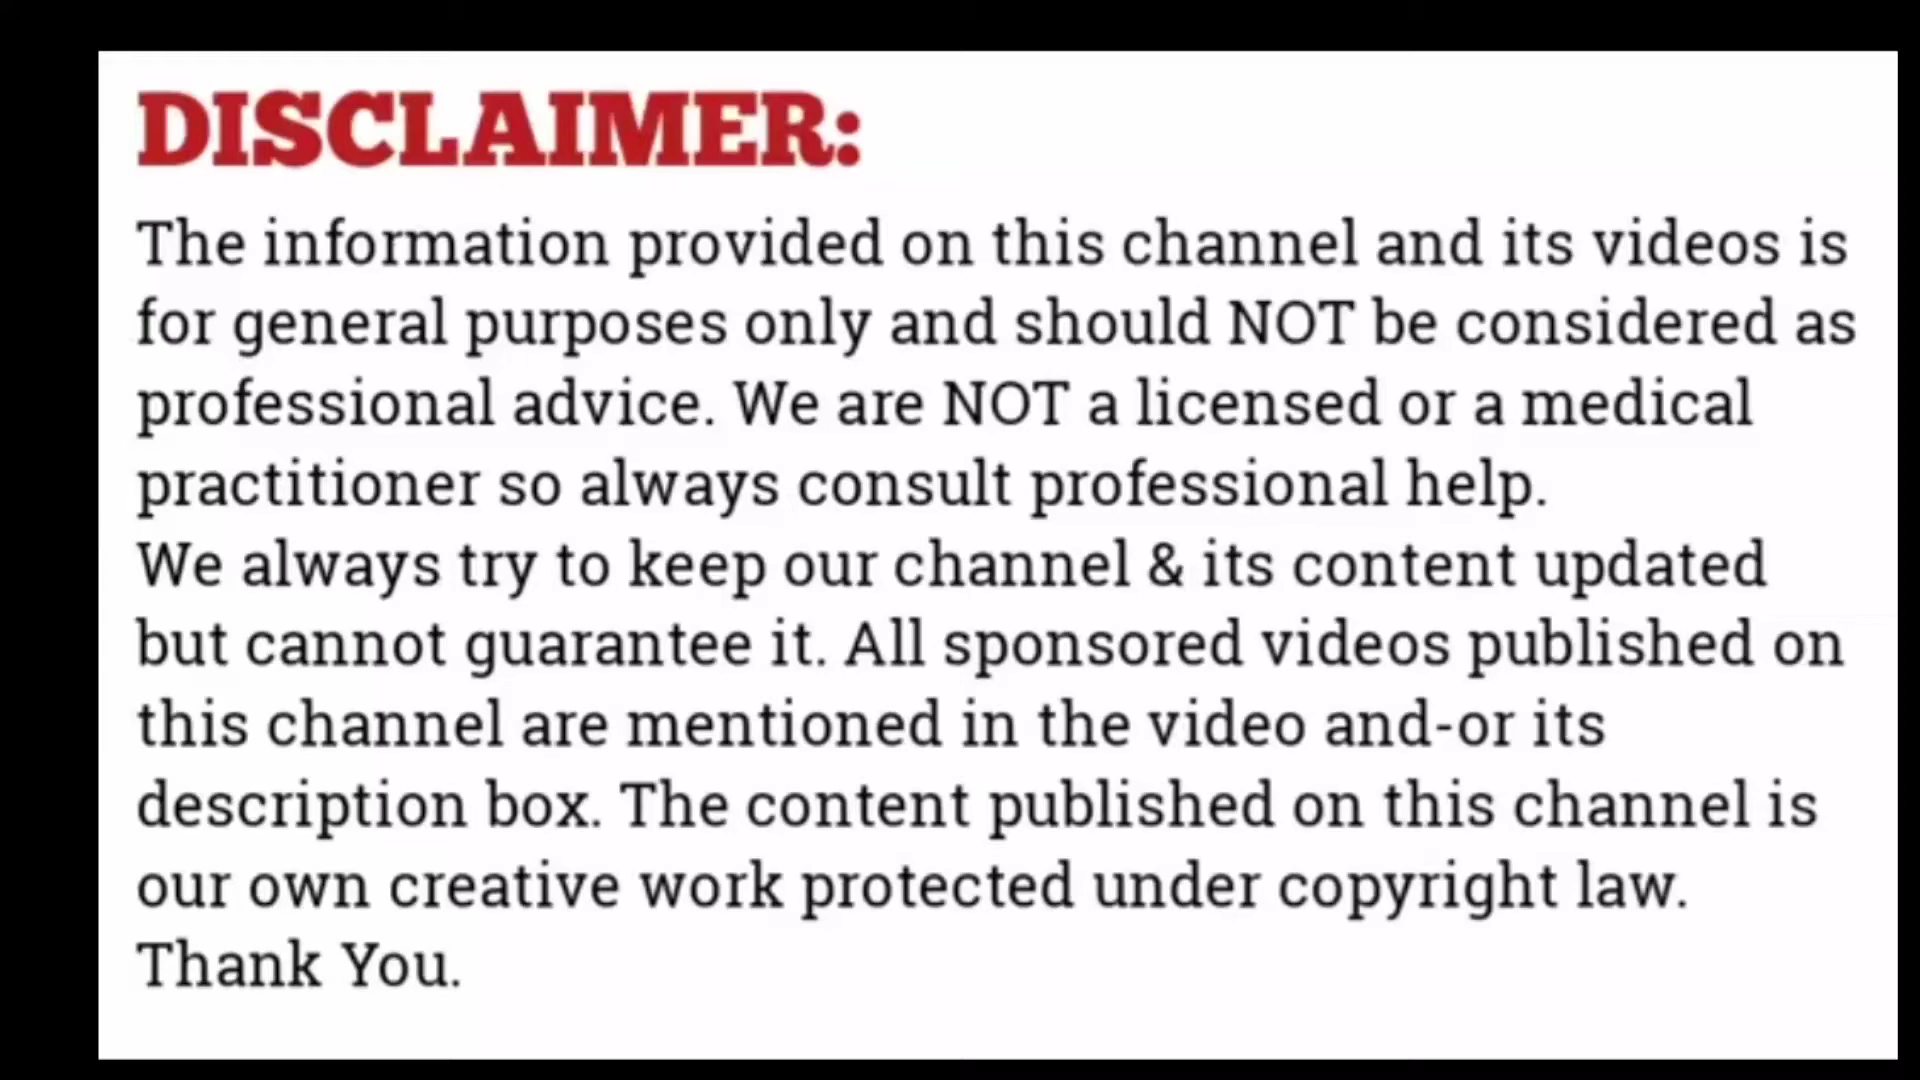 DISCLAIMER:
The information provided on this channel and its videos is
for general purposes only and should NOT be considered as
professional advice. We are NOT a licensed or a medical
practitioner so always consult professional help.
We always try to keep our channel & its content updated
but cannot guarantee it. All sponsored videos published on
this channel are mentioned in the video and-or its
description box. The content published on this channel is
our own creative work protected under copyright law.
Thank You.